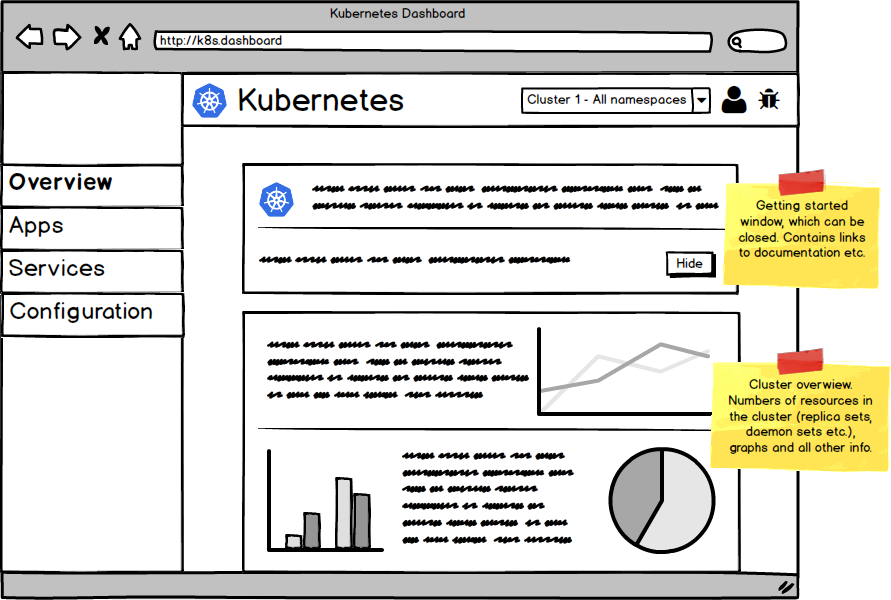 Kubernetes Dashboard
http://k8s.dashboard
Kubernetes
Cluster 1 - All namespaces
Overview
Apps
Services
Configuration
Hide
Getting started
window, which can be
closed. Contains links
to documentation etc.
Cluster overwiew.
Numbers of resources in
the cluster (replica sets,
daemon sets etc.),
graphs and all other info.